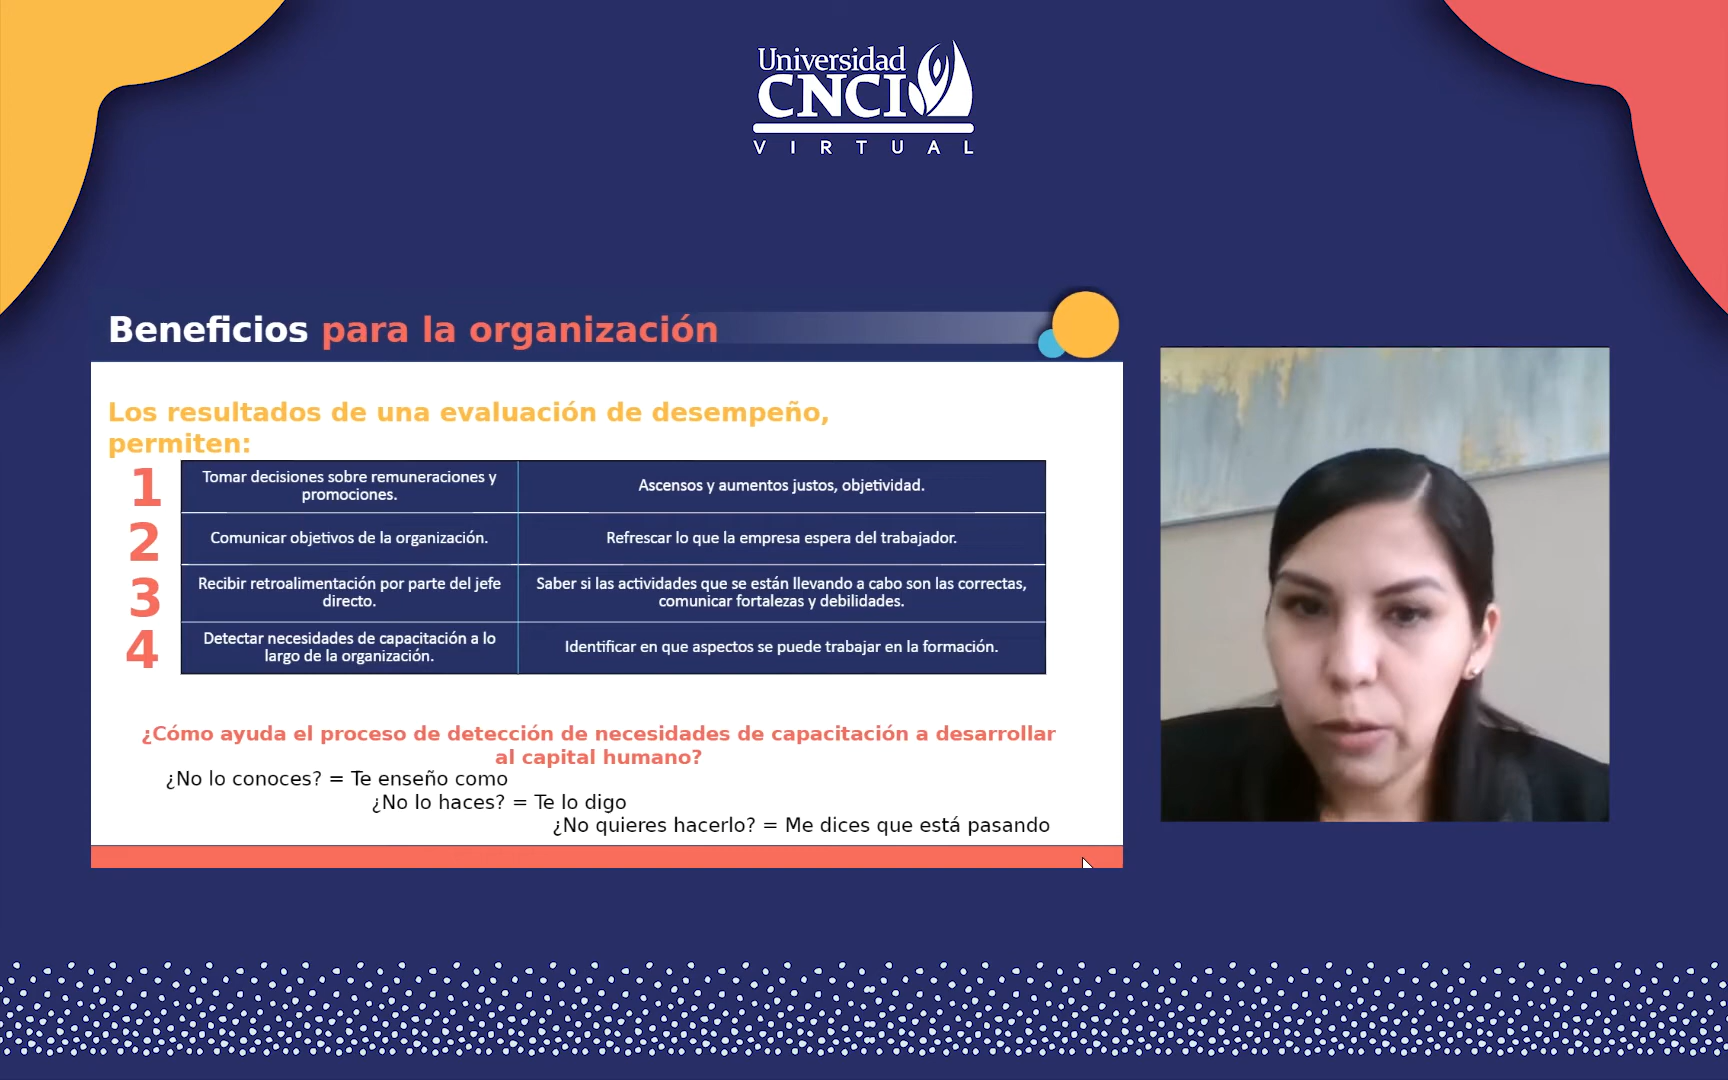 Universidad
CNCI
VIRTUAL
Beneficios para la organización
Los resultados de una evaluación de desempeño,
permiten:
1
Tomar decisiones sobre remuneraciones y
promociones.
Ascensos y aumentos justos, objetividad.
2
Comunicar objetivos de la organización.
Refrescar lo que la empresa espera del trabajador.
3
Recibir retroalimentación por parte del jefe
directo.
Saber si las actividades que se están llevando a cabo son las correctas,
comunicar fortalezas y debilidades.
4
Detectar necesidades de capacitación a lo
largo de la organización.
Identificar en que aspectos se puede trabajar en la formación.
¿Cómo ayuda el proceso de detección de necesidades de capacitación a desarrollar
al capital humano?
¿No lo conoces? = Te enseño como
¿No lo haces? = Te lo digo
¿No quieres hacerlo? = Me dices que está pasando